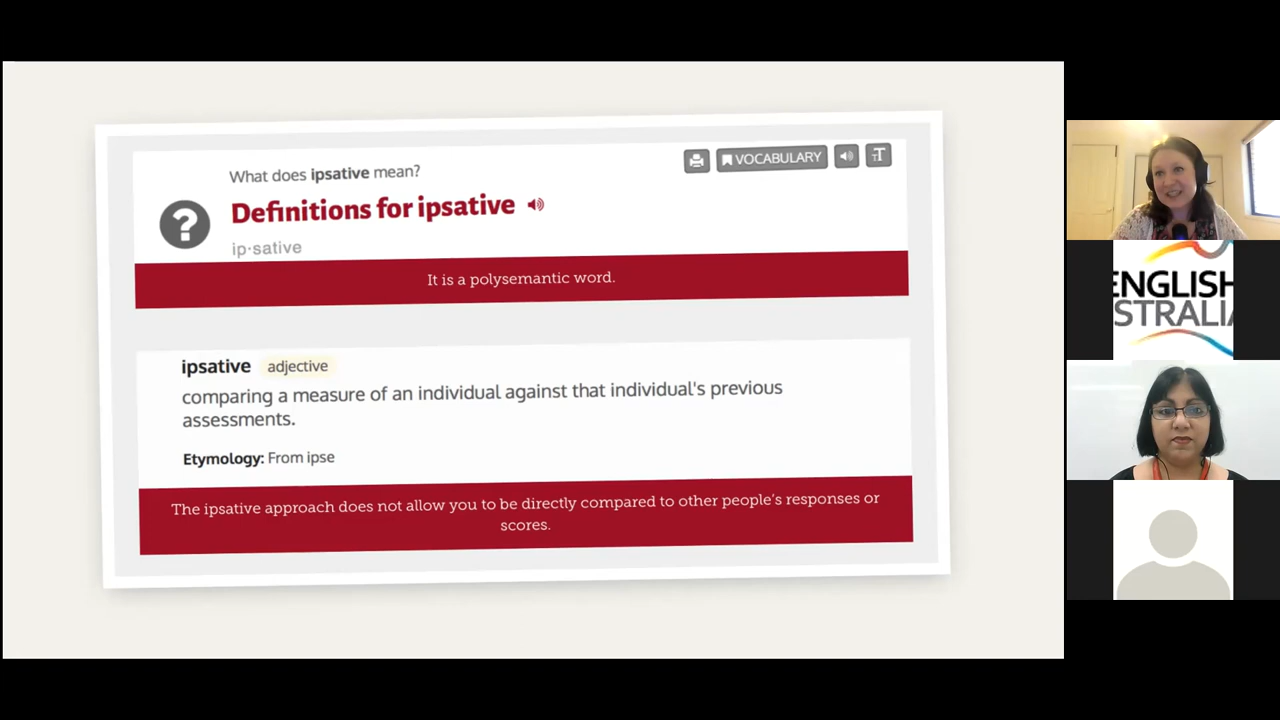 What does ipsative mean?
VOCABULARY
T
Definitions for ipsative
ip·sative
It is a polysemantic word.
ipsative adjective
comparing a measure of an individual against that individual's previous
assessments.
Etymology: From ipse
The ipsative approach does not allow you to be directly compared to other people's responses or
scores.
ENGLISH
STRALIA